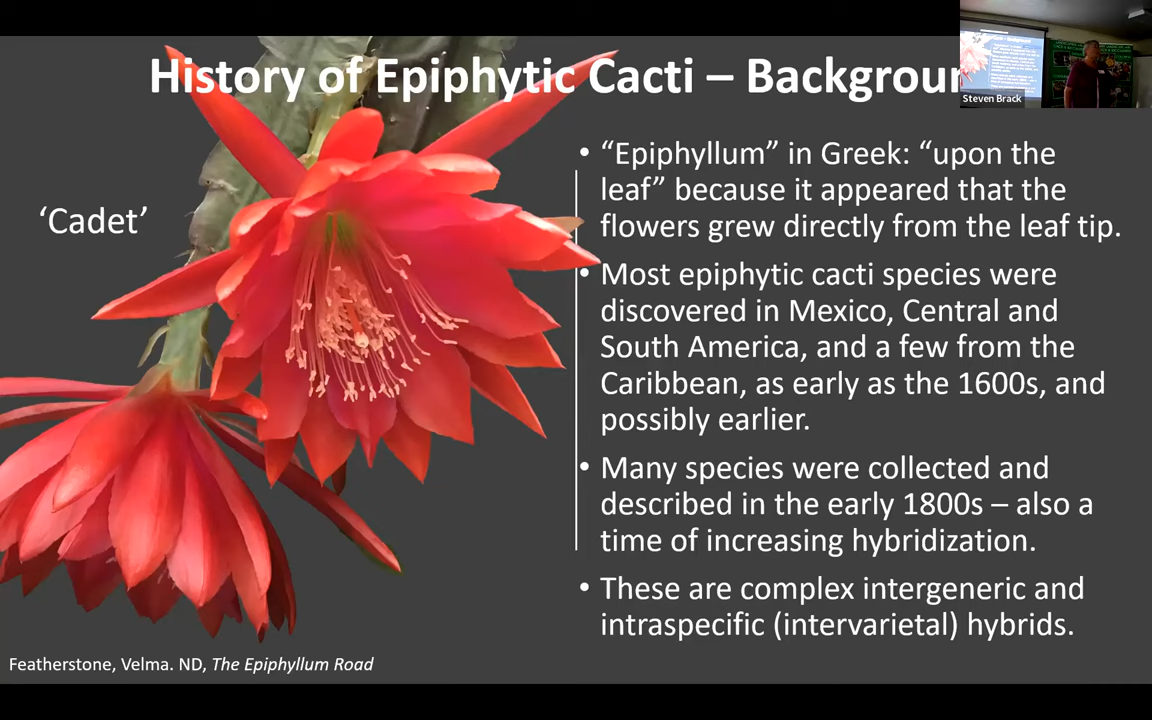 History of Epiphytic Cacti – Backgroun
Steven Brack
‘Cadet’
• “Epiphyllum” in Greek: “upon the
leaf” because it appeared that the
flowers grew directly from the leaf tip.
• Most epiphytic cacti species were
discovered in Mexico, Central and
South America, and a few from the
Caribbean, as early as the 1600s, and
possibly earlier.
• Many species were collected and
described in the early 1800s – also a
time of increasing hybridization.
• These are complex intergeneric and
intraspecific (intervarietal) hybrids.
Featherstone, Velma. ND, The Epiphyllum Road